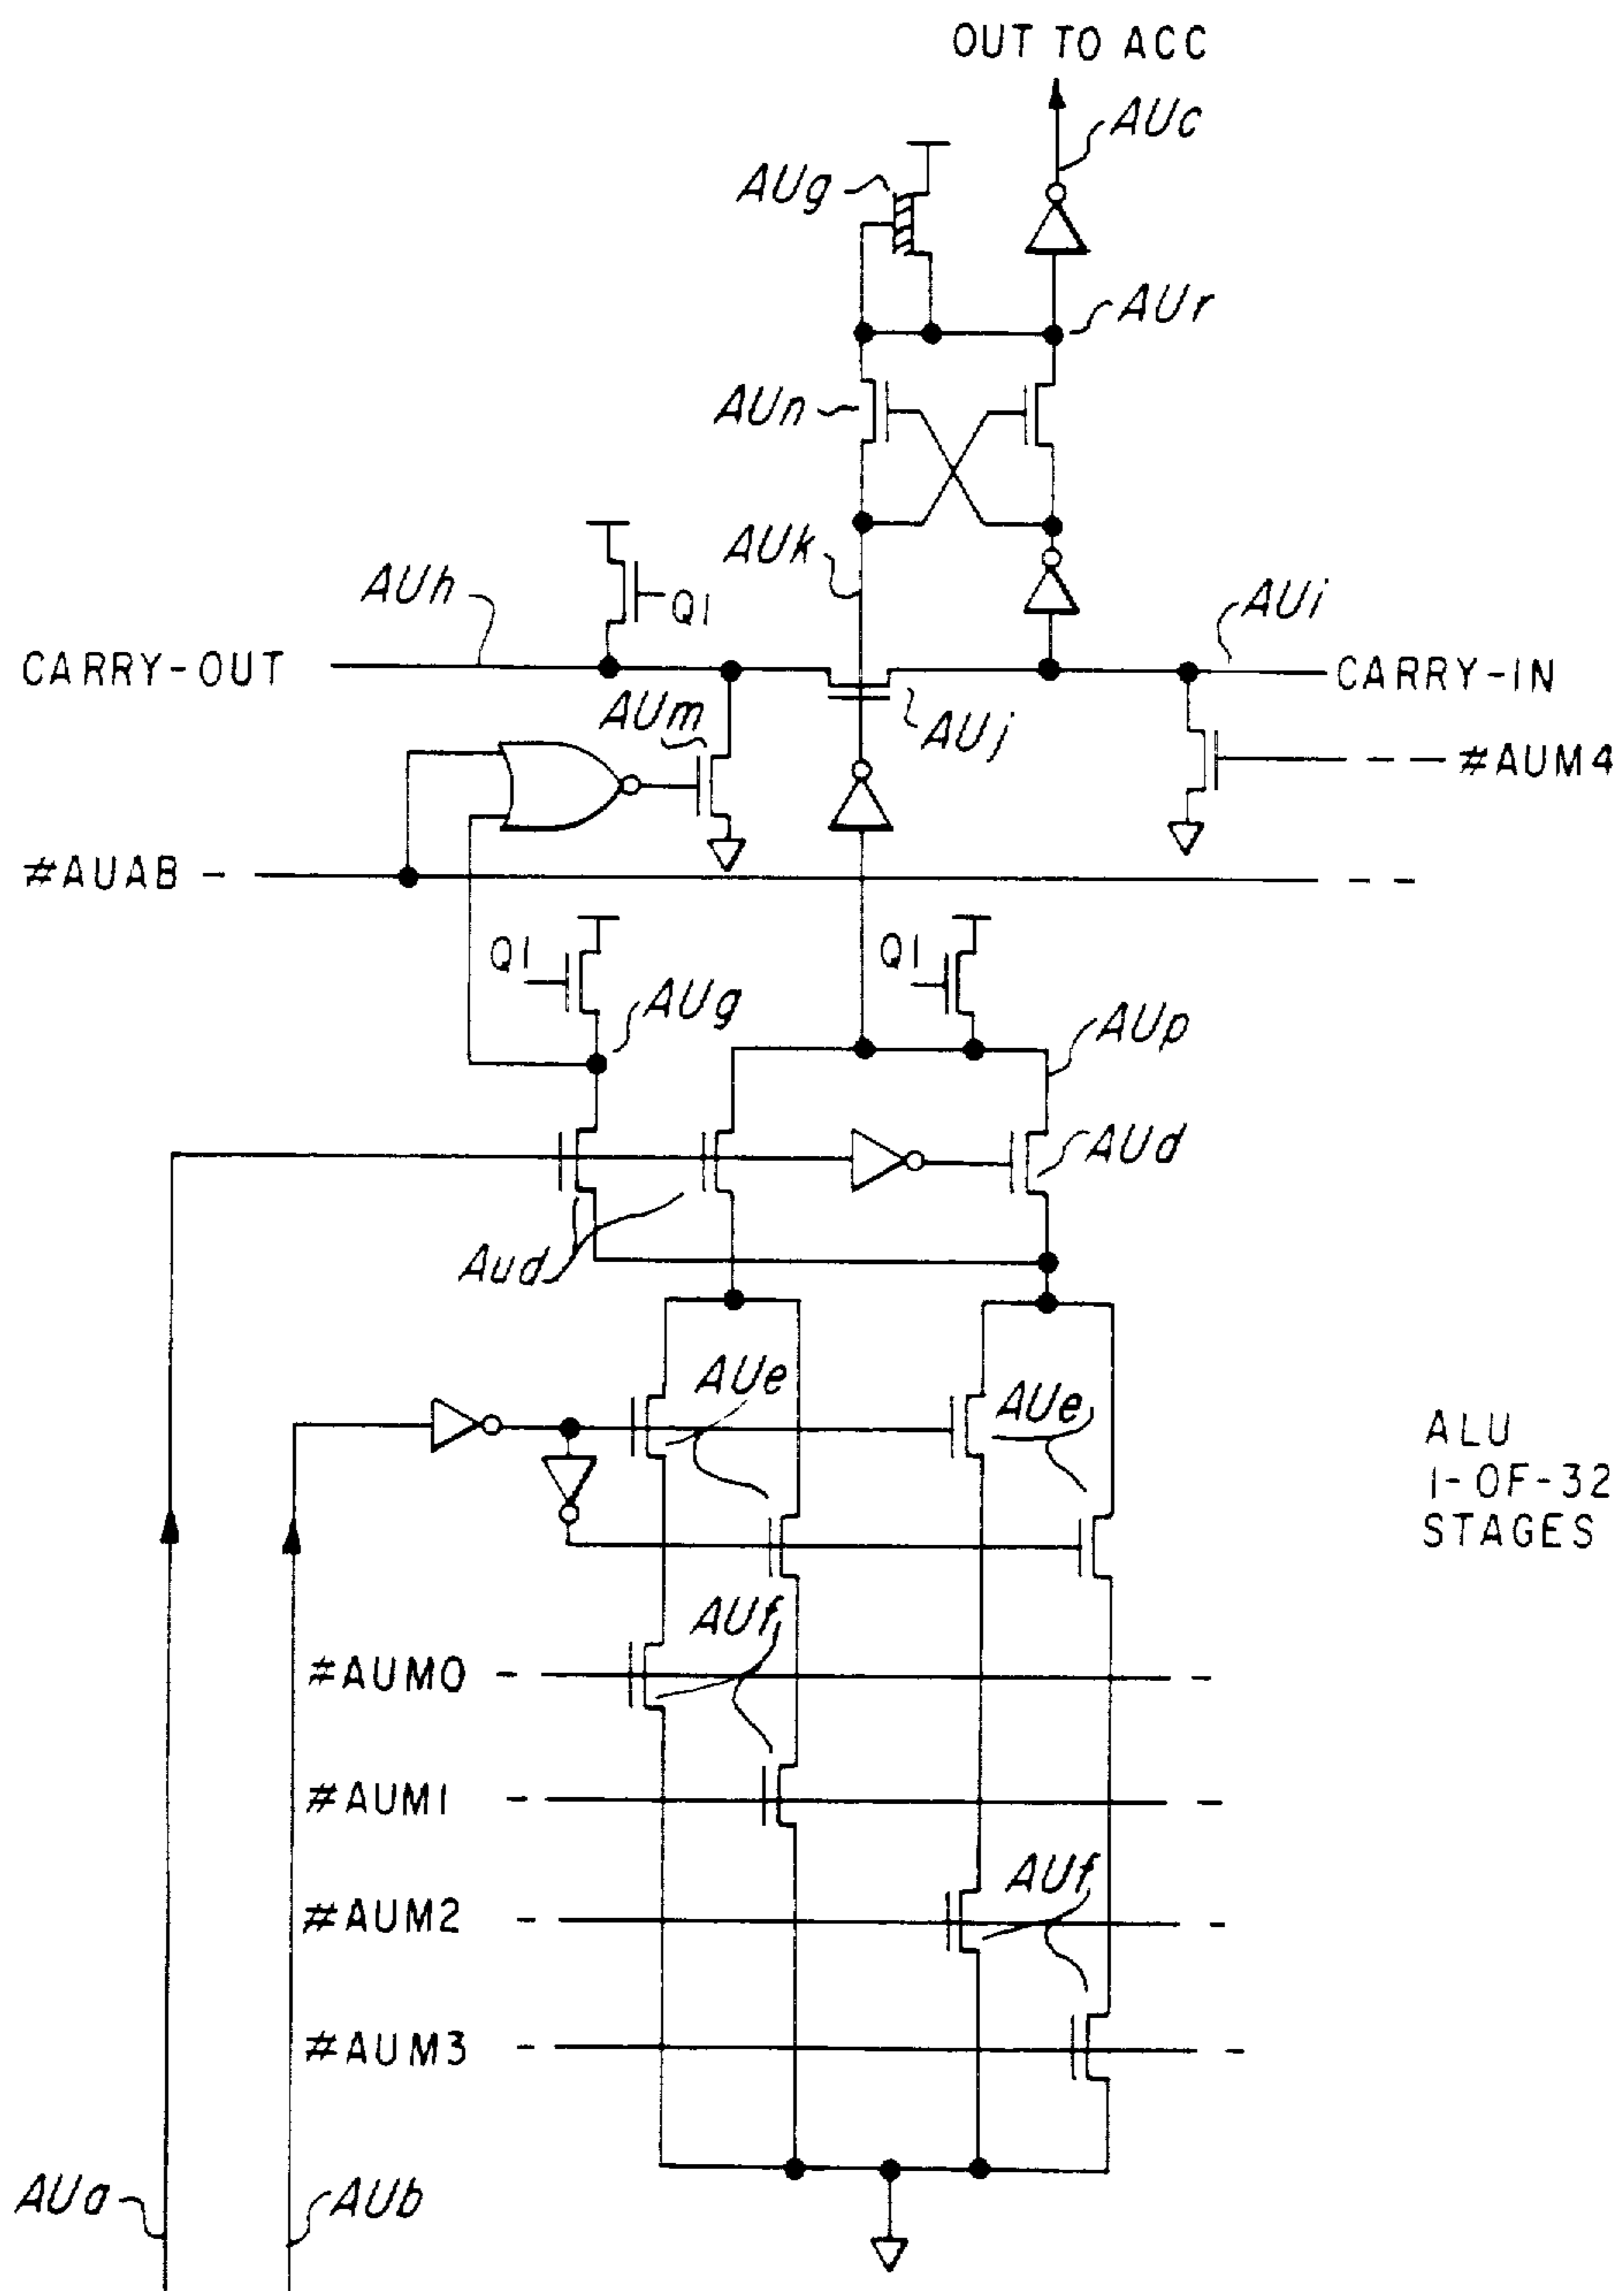 OUT TO ACC
AUc
AUg
AUr
AUn
AUk
AUh
Q1
AUi
CARRY-OUT
CARRY-IN
AUm
AUj
#AUM4
#AUAB
Q1
Q1
AUg
AUp
AUd
Aud
AUe
AUe
ALU
1-OF-32
STAGES
AUf
#AUM0
#AUM1
AUf
#AUM2
#AUM3
AUa
AUb